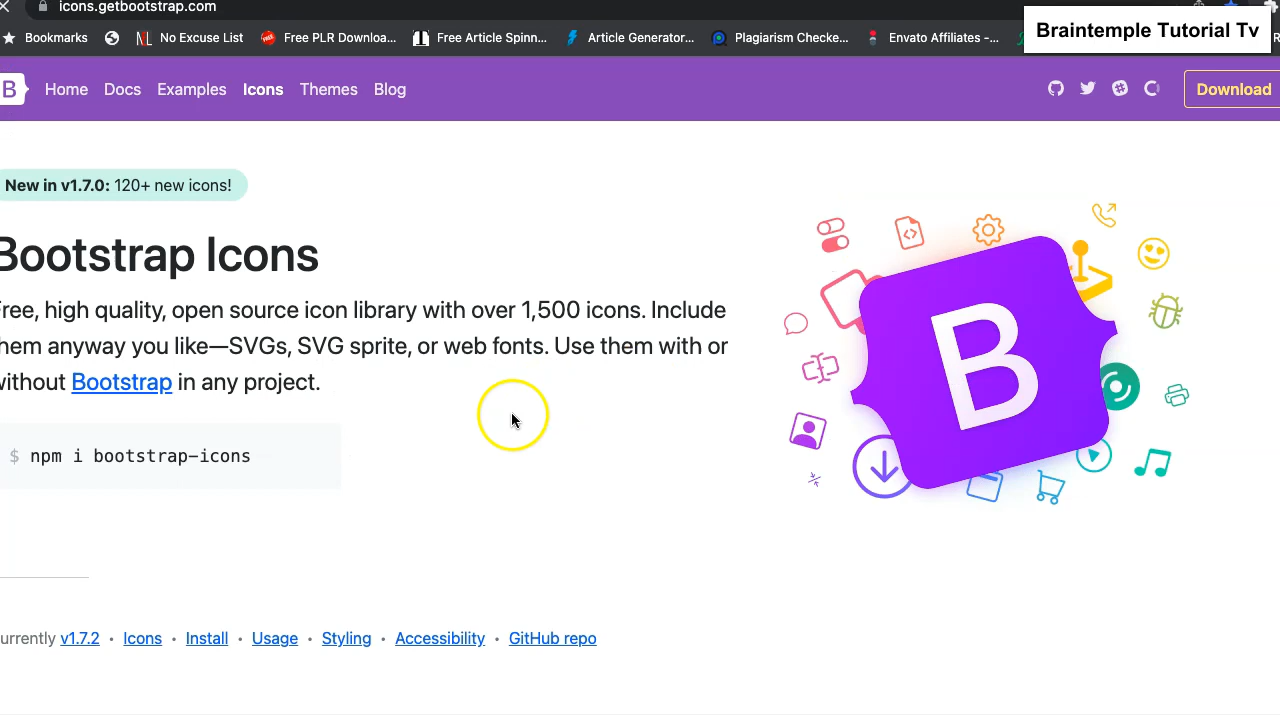 icons.getbootstrap.com
Bookmarks No Excuse List Free PLR Downloa... Free Article Spinn... Article Generator... Plagiarism Checke... Envato Affiliates -...
Braintemple Tutorial Tv
B Home Docs Examples Icons Themes Blog Download
New in v1.7.0: 120+ new icons!
Bootstrap Icons
ree, high quality, open source icon library with over 1,500 icons. Include
hem anyway you like—SVGs, SVG sprite, or web fonts. Use them with or
without Bootstrap in any project.
$ npm i bootstrap-icons
B
urrently v1.7.2 · Icons · Install · Usage · Styling · Accessibility · GitHub repo